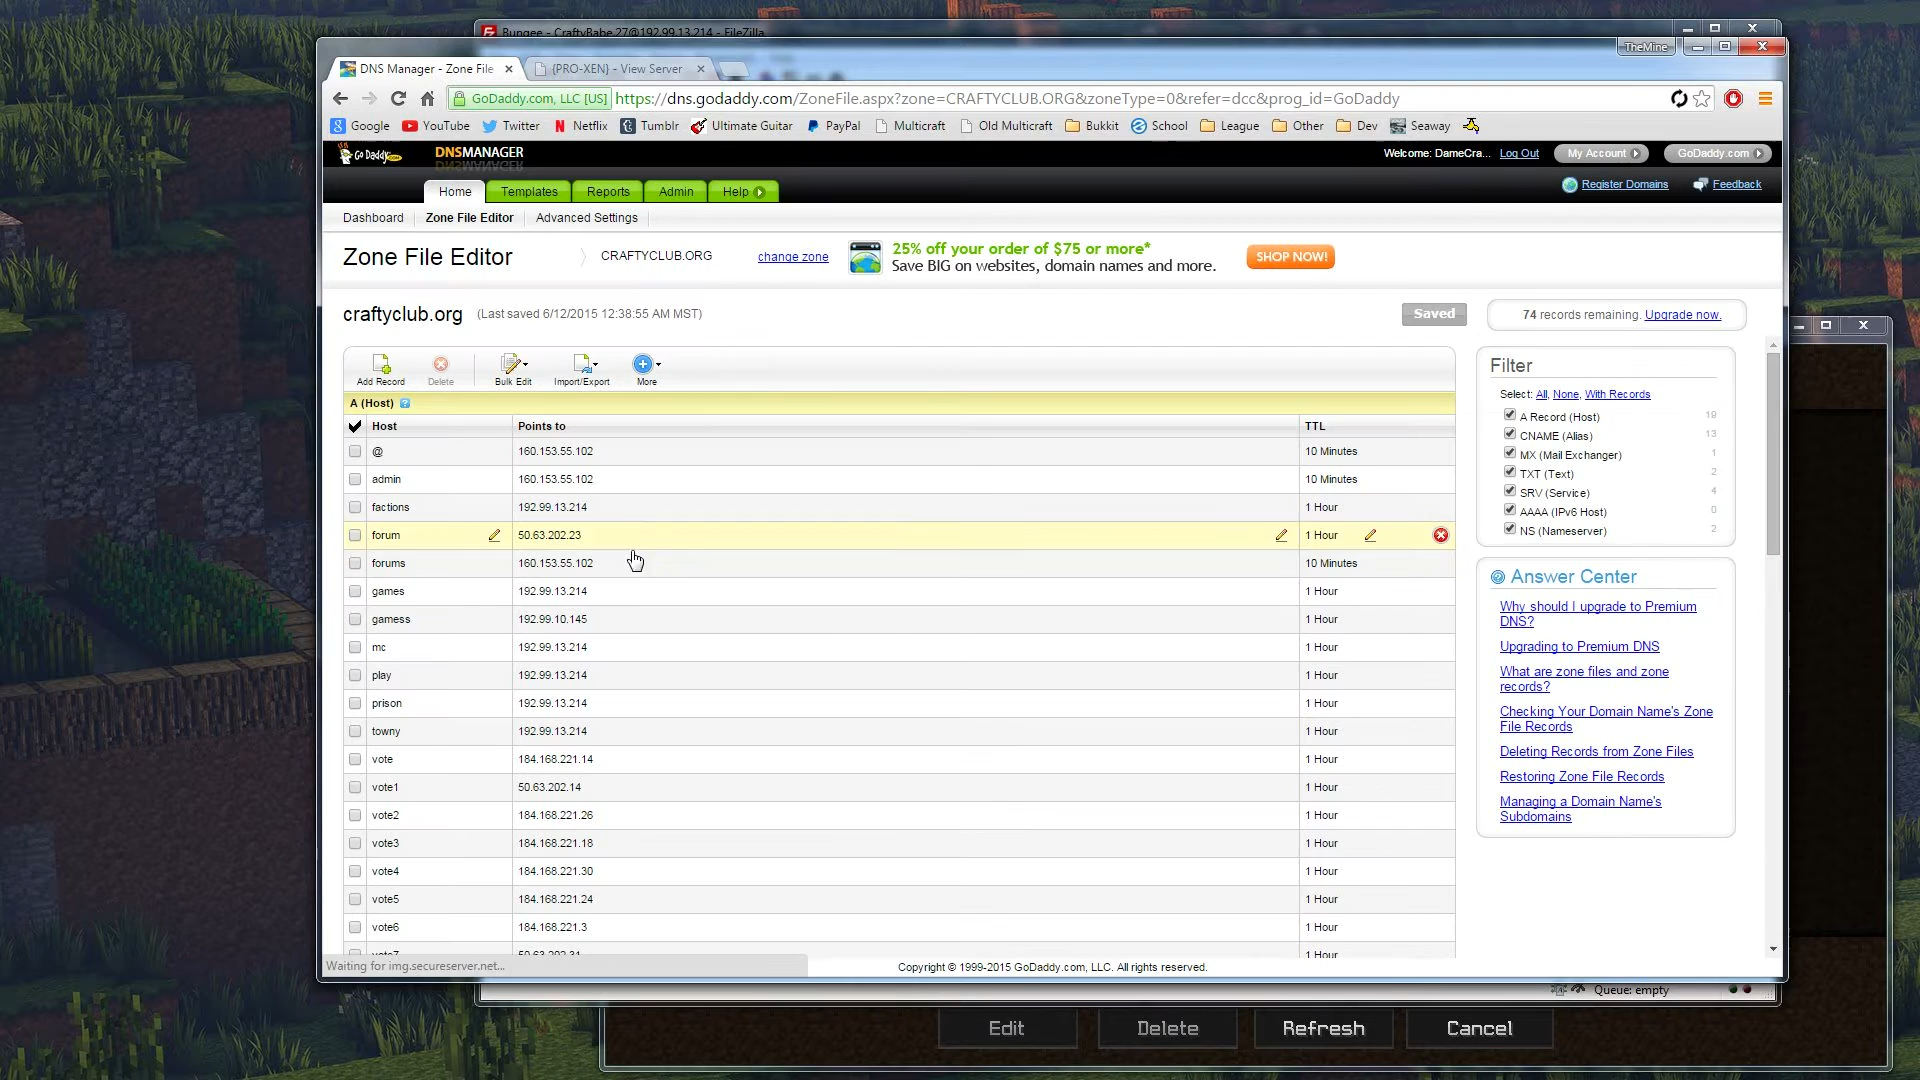 Bungee - CraftyBabe.27@192.99.13.214 - FileZilla
TheMine
DNS Manager - Zone File
{PRO-XEN} - View Server
GoDaddy.com, LLC [US]
https://dns.godaddy.com/ZoneFile.aspx?zone=CRAFTYCLUB.ORG&zoneType=0&refer=dcc&prog_id=GoDaddy
Google
YouTube
Twitter
Netflix
Tumblr
Ultimate Guitar
PayPal
Multicraft
Old Multicraft
Bukkit
School
League
Other
Dev
Seaway
Go Daddy.com
DNSMANAGER
Welcome: DameCra...
Log Out
My Account
GoDaddy.com
Home
Templates
Reports
Admin
Help
Register Domains
Feedback
Dashboard
Zone File Editor
Advanced Settings
Zone File Editor
CRAFTYCLUB.ORG
change zone
25% off your order of $75 or more*
Save BIG on websites, domain names and more.
SHOP NOW!
craftyclub.org
(Last saved 6/12/2015 12:38:55 AM MST)
Saved
74 records remaining. Upgrade now.
Add Record
Delete
Bulk Edit
Import/Export
More
A (Host)
Host Points to TTL
@ 160.153.55.102 10 Minutes
admin 160.153.55.102 10 Minutes
factions 192.99.13.214 1 Hour
forum 50.63.202.23 1 Hour
forums 160.153.55.102 10 Minutes
games 192.99.13.214 1 Hour
gamess 192.99.10.145 1 Hour
mc 192.99.13.214 1 Hour
play 192.99.13.214 1 Hour
prison 192.99.13.214 1 Hour
towny 192.99.13.214 1 Hour
vote 184.168.221.14 1 Hour
vote1 50.63.202.14 1 Hour
vote2 184.168.221.26 1 Hour
vote3 184.168.221.18 1 Hour
vote4 184.168.221.30 1 Hour
vote5 184.168.221.24 1 Hour
vote6 184.168.221.3 1 Hour
vote7 50.63.202.31 1 Hour
Filter
Select: All, None, With Records
A Record (Host) 19
CNAME (Alias) 13
MX (Mail Exchanger) 1
TXT (Text) 2
SRV (Service) 4
AAAA (IPv6 Host) 0
NS (Nameserver) 2
Answer Center
Why should I upgrade to Premium
DNS?
Upgrading to Premium DNS
What are zone files and zone
records?
Checking Your Domain Name's Zone
File Records
Deleting Records from Zone Files
Restoring Zone File Records
Managing a Domain Name's
Subdomains
Waiting for img.secureserver.net...
Copyright © 1999-2015 GoDaddy.com, LLC. All rights reserved.
Queue: empty
Edit
Delete
Refresh
Cancel